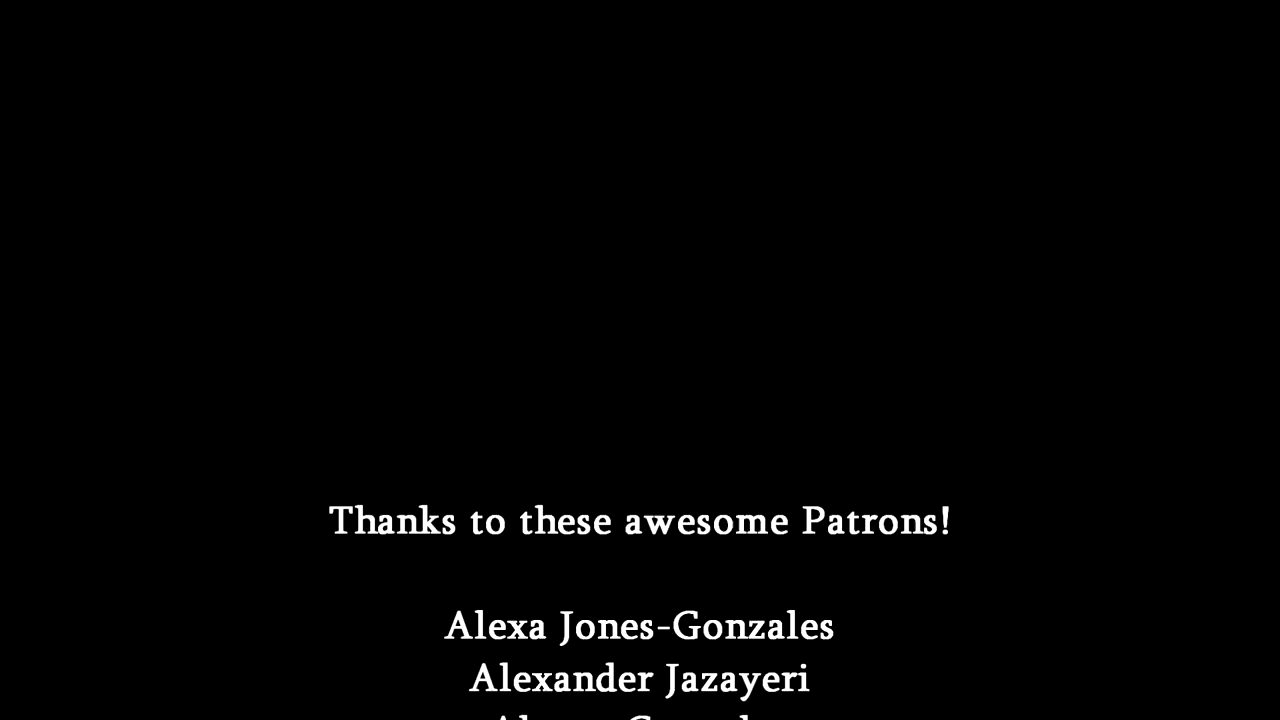 Thanks to these awesome Patrons!
Alexa Jones-Gonzales
Alexander Jazayeri